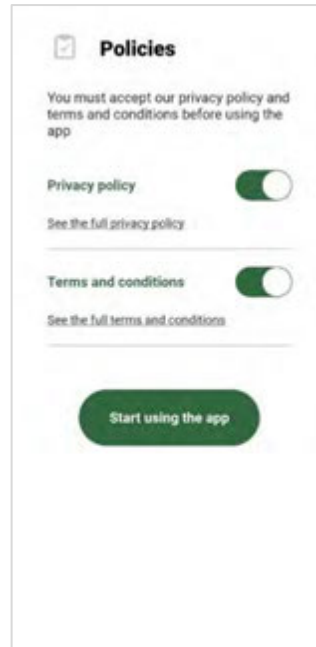 Policies
You must accept our privacy policy and
terms and conditions before using the
app
Privacy policy
See the full privacy policy
Terms and conditions
See the full terms and conditions
Start using the app